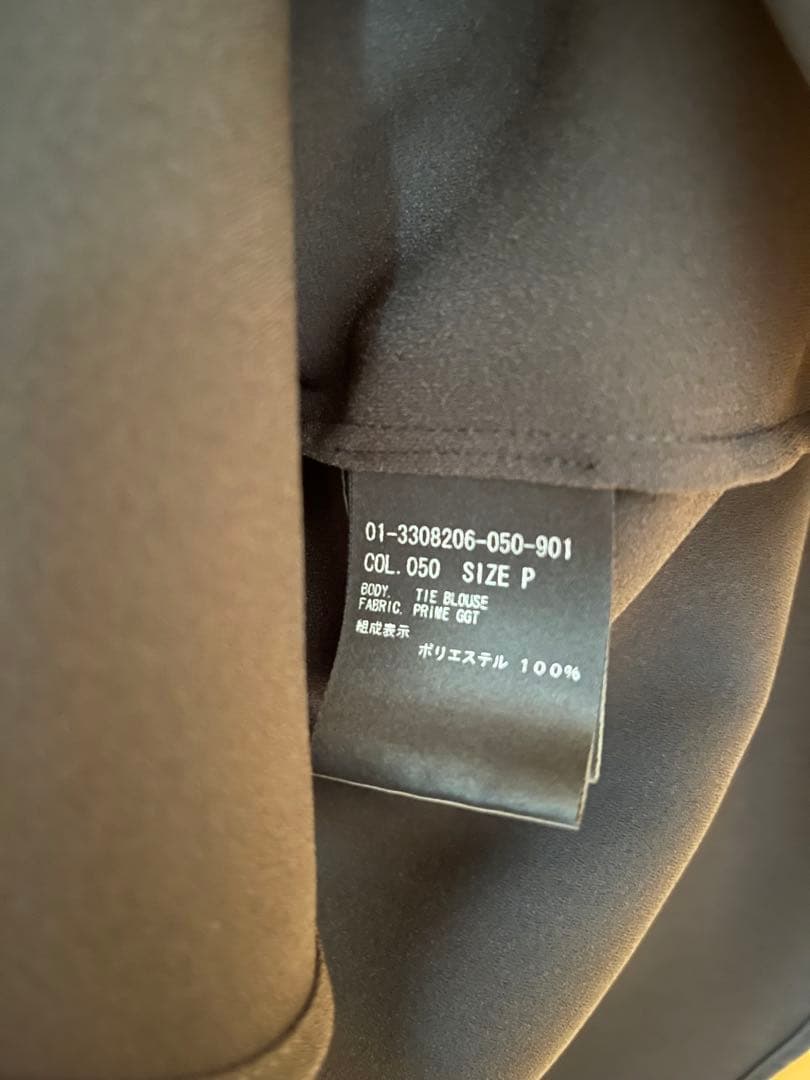 01-3308206-050-901
COL. 050 SIZE P
BODY. TIE BLOUSE
FABRIC. PRIME GGT
組成表示
ポリエステル 100%